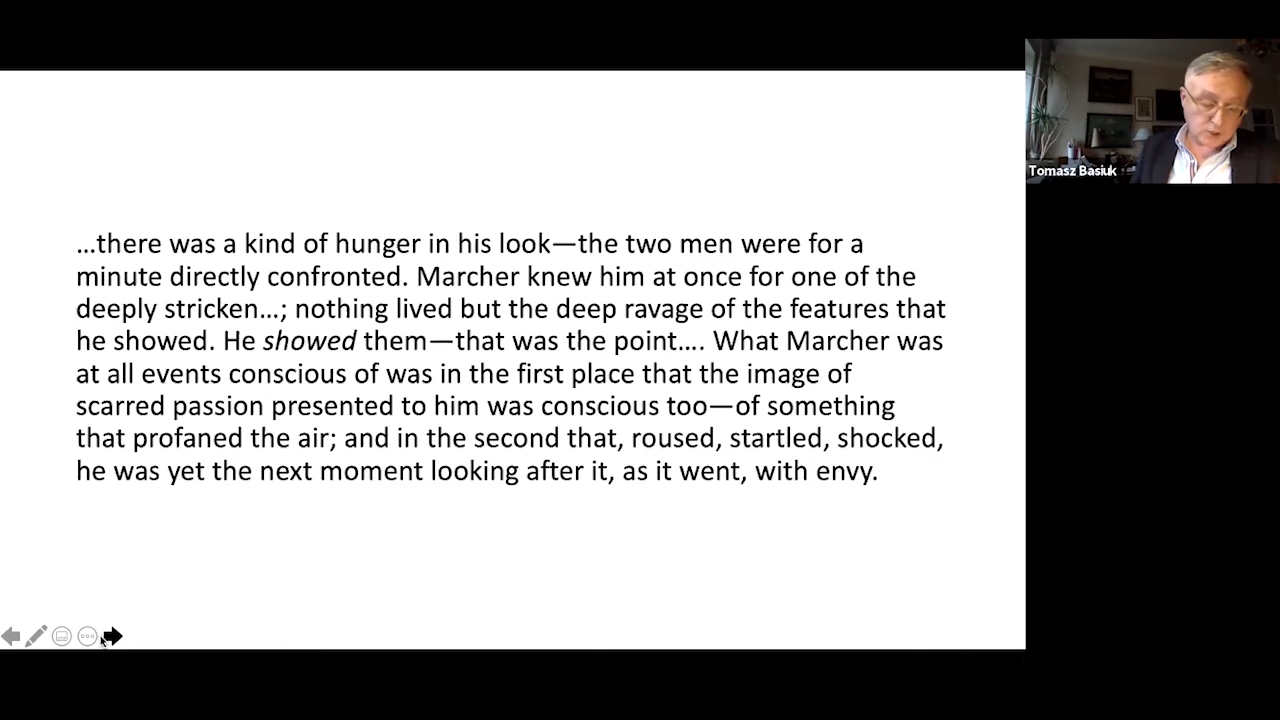 …there was a kind of hunger in his look—the two men were for a
minute directly confronted. Marcher knew him at once for one of the
deeply stricken…; nothing lived but the deep ravage of the features that
he showed. He showed them—that was the point…. What Marcher was
at all events conscious of was in the first place that the image of
scarred passion presented to him was conscious too—of something
that profaned the air; and in the second that, roused, startled, shocked,
he was yet the next moment looking after it, as it went, with envy.
Tomasz Basiuk